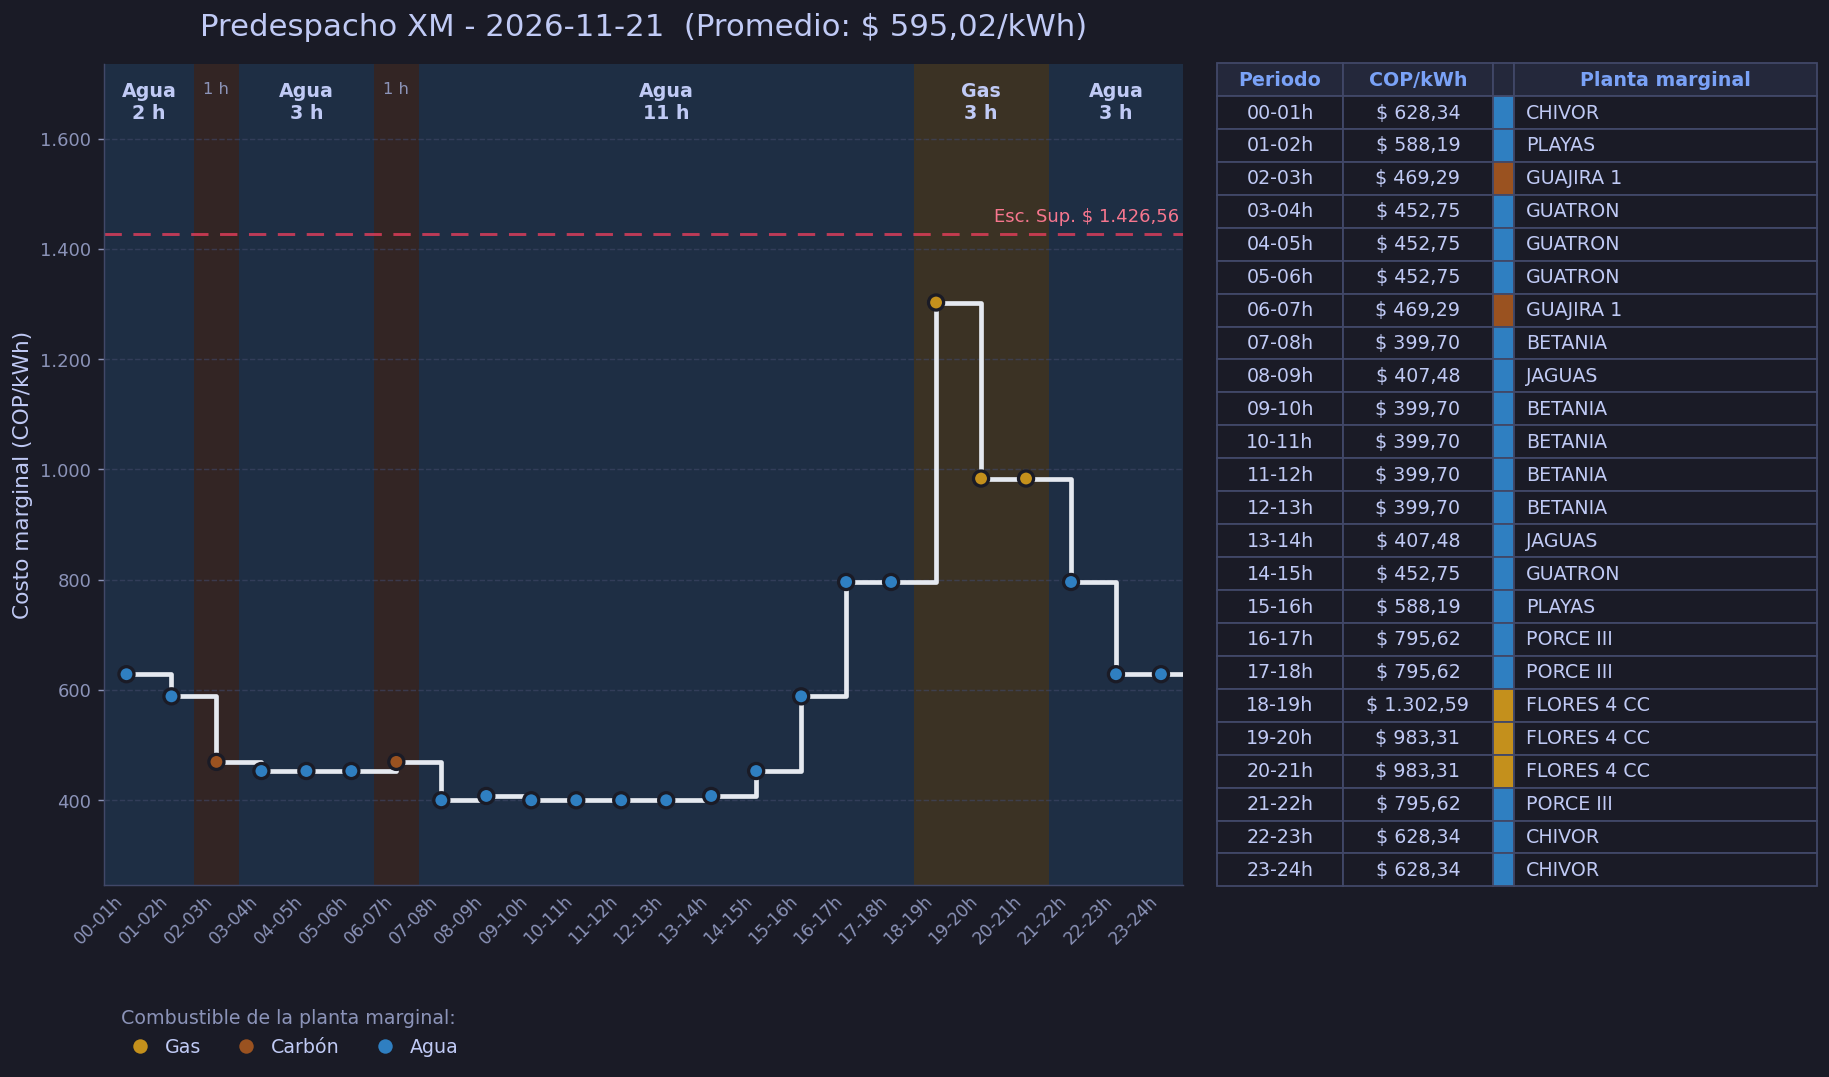 Predespacho XM - 2026-11-21  (Promedio: $ 595,02/kWh)
Agua
2 h
1 h
Agua
3 h
1 h
Agua
11 h
Gas
3 h
Agua
3 h
Esc. Sup. $ 1.426,56
Costo marginal (COP/kWh)
1.600
1.400
1.200
1.000
800
600
400
00-01h
01-02h
02-03h
03-04h
04-05h
05-06h
06-07h
07-08h
08-09h
09-10h
10-11h
11-12h
12-13h
13-14h
14-15h
15-16h
16-17h
17-18h
18-19h
19-20h
20-21h
21-22h
22-23h
23-24h
Combustible de la planta marginal:
Gas Carbón Agua
Periodo COP/kWh Planta marginal
00-01h $ 628,34 CHIVOR
01-02h $ 588,19 PLAYAS
02-03h $ 469,29 GUAJIRA 1
03-04h $ 452,75 GUATRON
04-05h $ 452,75 GUATRON
05-06h $ 452,75 GUATRON
06-07h $ 469,29 GUAJIRA 1
07-08h $ 399,70 BETANIA
08-09h $ 407,48 JAGUAS
09-10h $ 399,70 BETANIA
10-11h $ 399,70 BETANIA
11-12h $ 399,70 BETANIA
12-13h $ 399,70 BETANIA
13-14h $ 407,48 JAGUAS
14-15h $ 452,75 GUATRON
15-16h $ 588,19 PLAYAS
16-17h $ 795,62 PORCE III
17-18h $ 795,62 PORCE III
18-19h $ 1.302,59 FLORES 4 CC
19-20h $ 983,31 FLORES 4 CC
20-21h $ 983,31 FLORES 4 CC
21-22h $ 795,62 PORCE III
22-23h $ 628,34 CHIVOR
23-24h $ 628,34 CHIVOR